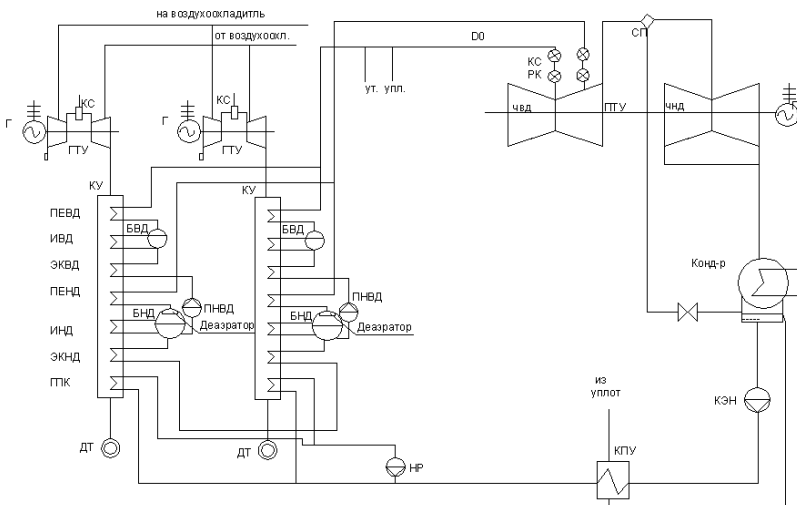 на воздухоохладитль
от воздухоохл.
D0
СП
КС
РК
ут. упл.
КС
КС
Г
Г
чвд
ПТУ
чнд
ГТУ
ГТУ
КУ
КУ
ПЕВД
БВД
БВД
ИВД
ЭКВД
Конд-р
ПЕНД
ПНВД
ПНВД
БНД
БНД
Деаэратор
Деаэратор
ИНД
ЭКНД
ГПК
из
уплот
КЭН
ДТ
ДТ
КПУ
НР